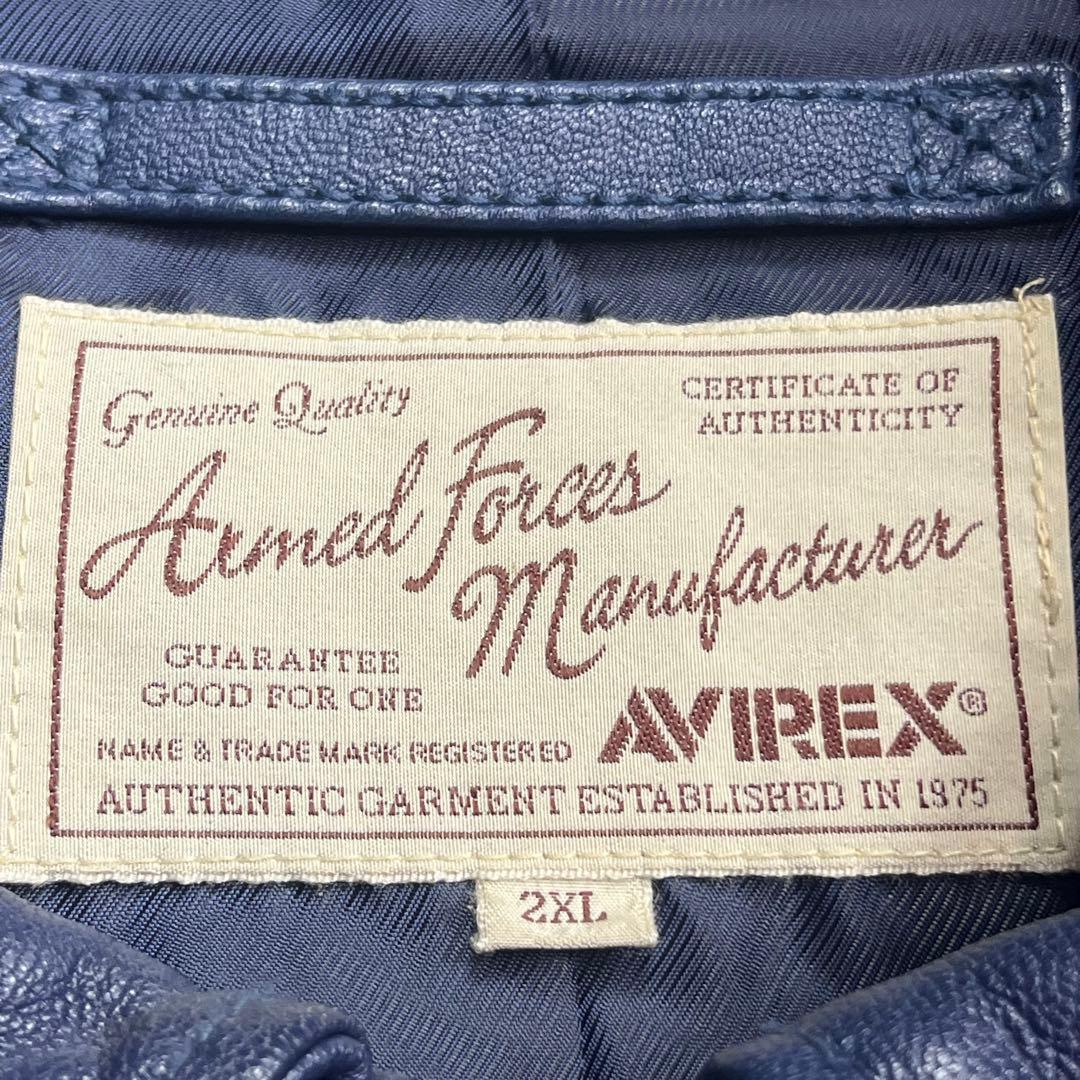 Genuine Quality
CERTIFICATE OF
AUTHENTICITY
Armed Forces
Manufacturer
GUARANTEE
GOOD FOR ONE
AVIREX®
NAME & TRADE MARK REGISTERED
AUTHENTIC GARMENT ESTABLISHED IN 1975
2XL